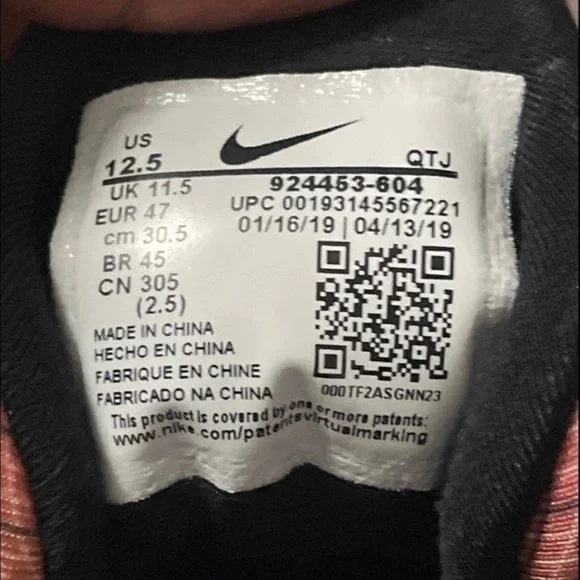 US
12.5
QTJ
UK 11.5
EUR 47
cm 30.5
BR 45
CN 305
(2.5)
924453-604
UPC 00193145567221
01/16/19 | 04/13/19
000TF2ASGNN23
MADE IN CHINA
HECHO EN CHINA
FABRIQUE EN CHINE
FABRICADO NA CHINA
This product is covered by one or more patents:
www.nike.com/patentsvirtualmarking